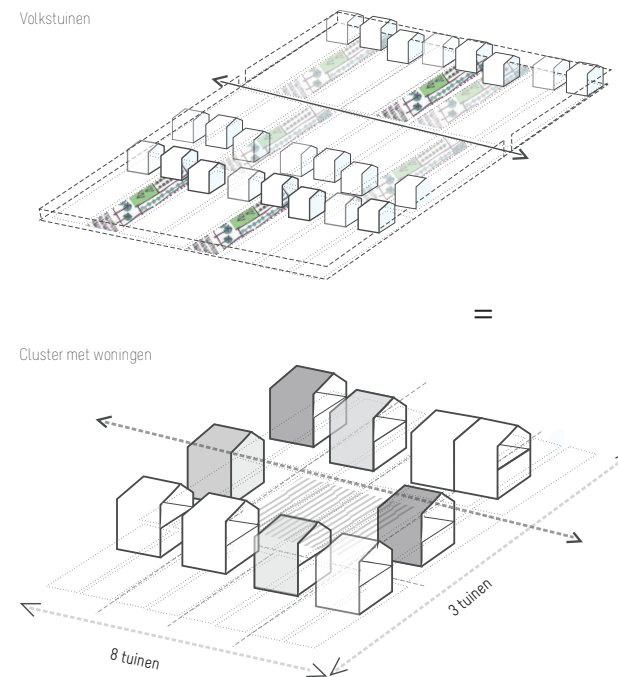 Volkstuinen
=
Cluster met woningen
3 tuinen
8 tuinen